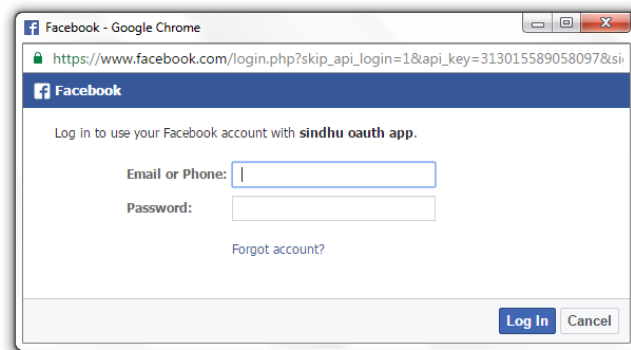 Facebook - Google Chrome
https://www.facebook.com/login.php?skip_api_login=1&api_key=313015589058097&si
Facebook
Log in to use your Facebook account with sindhu oauth app.
Email or Phone:
Password:
Forgot account?
Log In Cancel